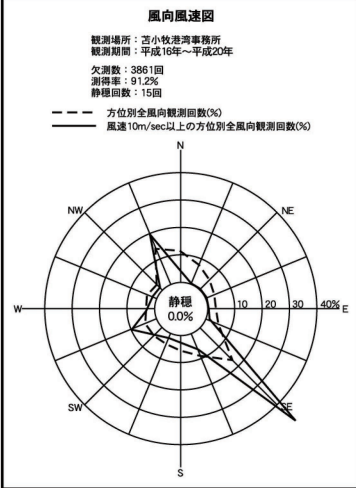 風向風速図
観測場所：苫小牧港湾事務所
観測期間：平成16年～平成20年
欠測数：3861回
測得率：91.2%
静穏回数：15回
方位別全風向観測回数(%)
風速10m/sec以上の方位別全風向観測回数(%)
N
NW
NE
静穏
0.0%
W
10
20
30
40%
E
SW
SE
S